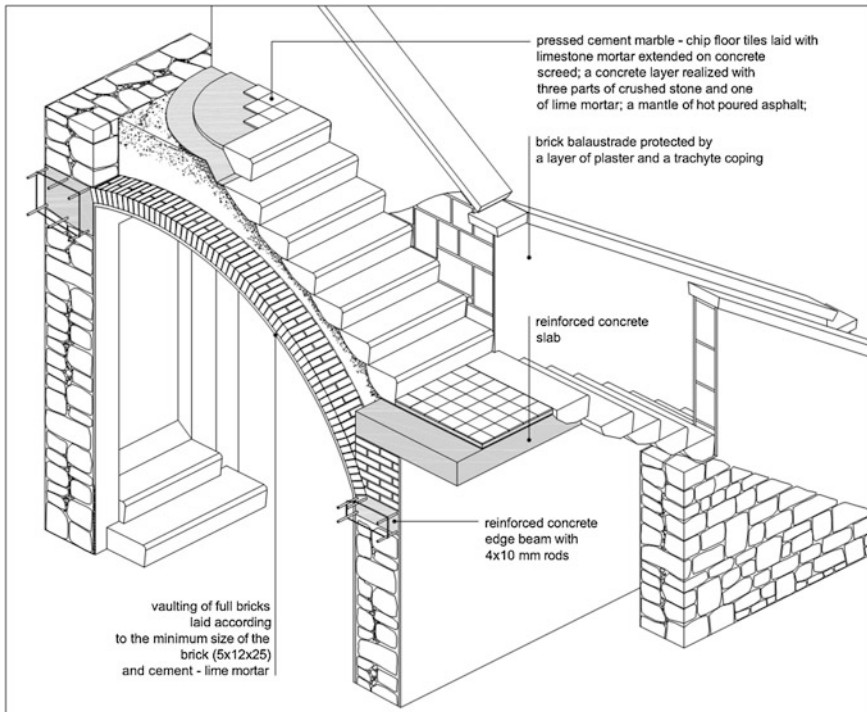 pressed cement marble - chip floor tiles laid with
limestone mortar extended on concrete
screed; a concrete layer realized with
three parts of crushed stone and one
of lime mortar; a mantle of hot poured asphalt;
brick balaustrade protected by
a layer of plaster and a trachyte coping
reinforced concrete
slab
reinforced concrete
edge beam with
4x10 mm rods
vaulting of full bricks
laid according
to the minimum size of the
brick (5x12x25)
and cement - lime mortar